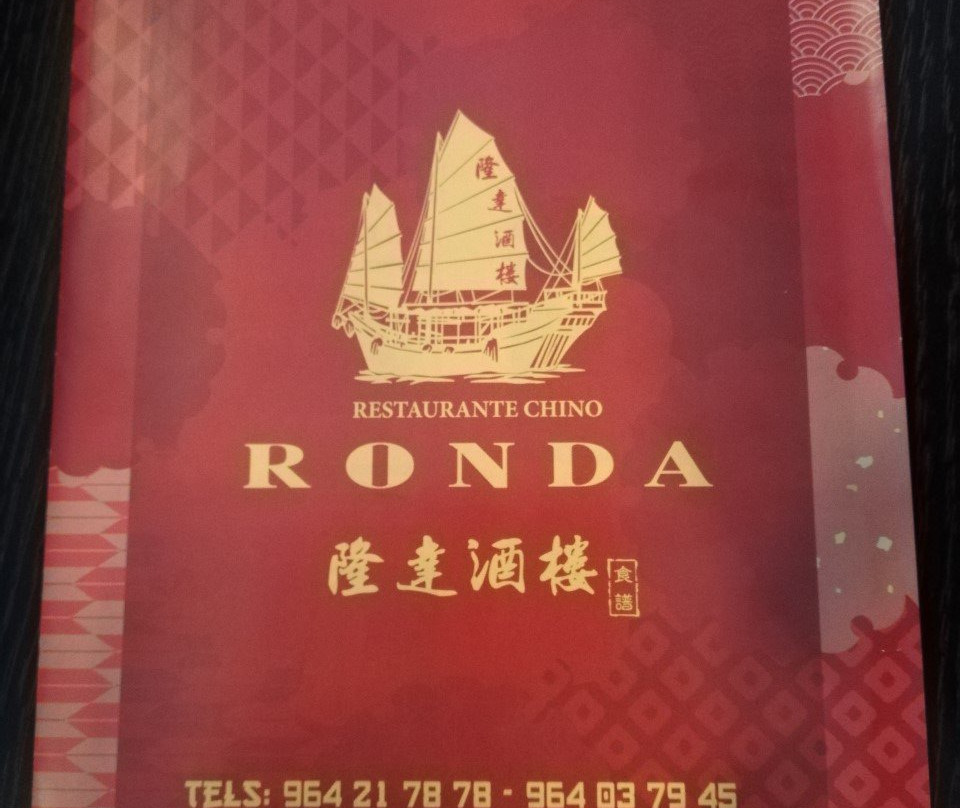 隆達酒樓
RESTAURANTE CHINO
RONDA
隆達酒樓
食譜
TELS: 964 21 78 78 - 964 03 79 45